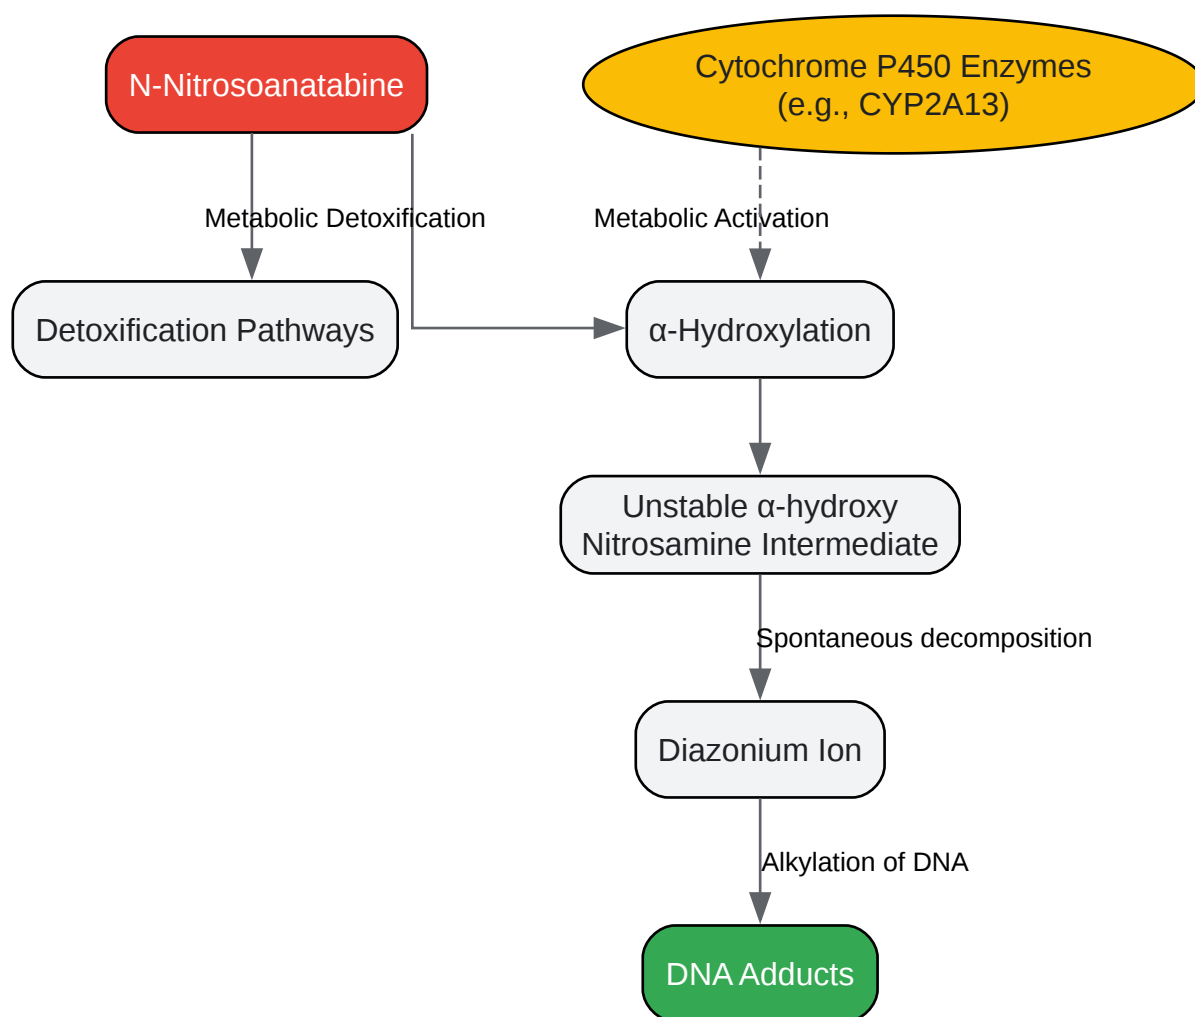 N-Nitrosoanatabine
Cytochrome P450 Enzymes
(e.g., CYP2A13)
Metabolic Detoxification
Metabolic Activation
Detoxification Pathways
α-Hydroxylation
Unstable α-hydroxy
Nitrosamine Intermediate
Spontaneous decomposition
Diazonium Ion
Alkylation of DNA
DNA Adducts